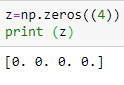 z=np.zeros((4))
print (z)
[0. 0. 0. 0.]